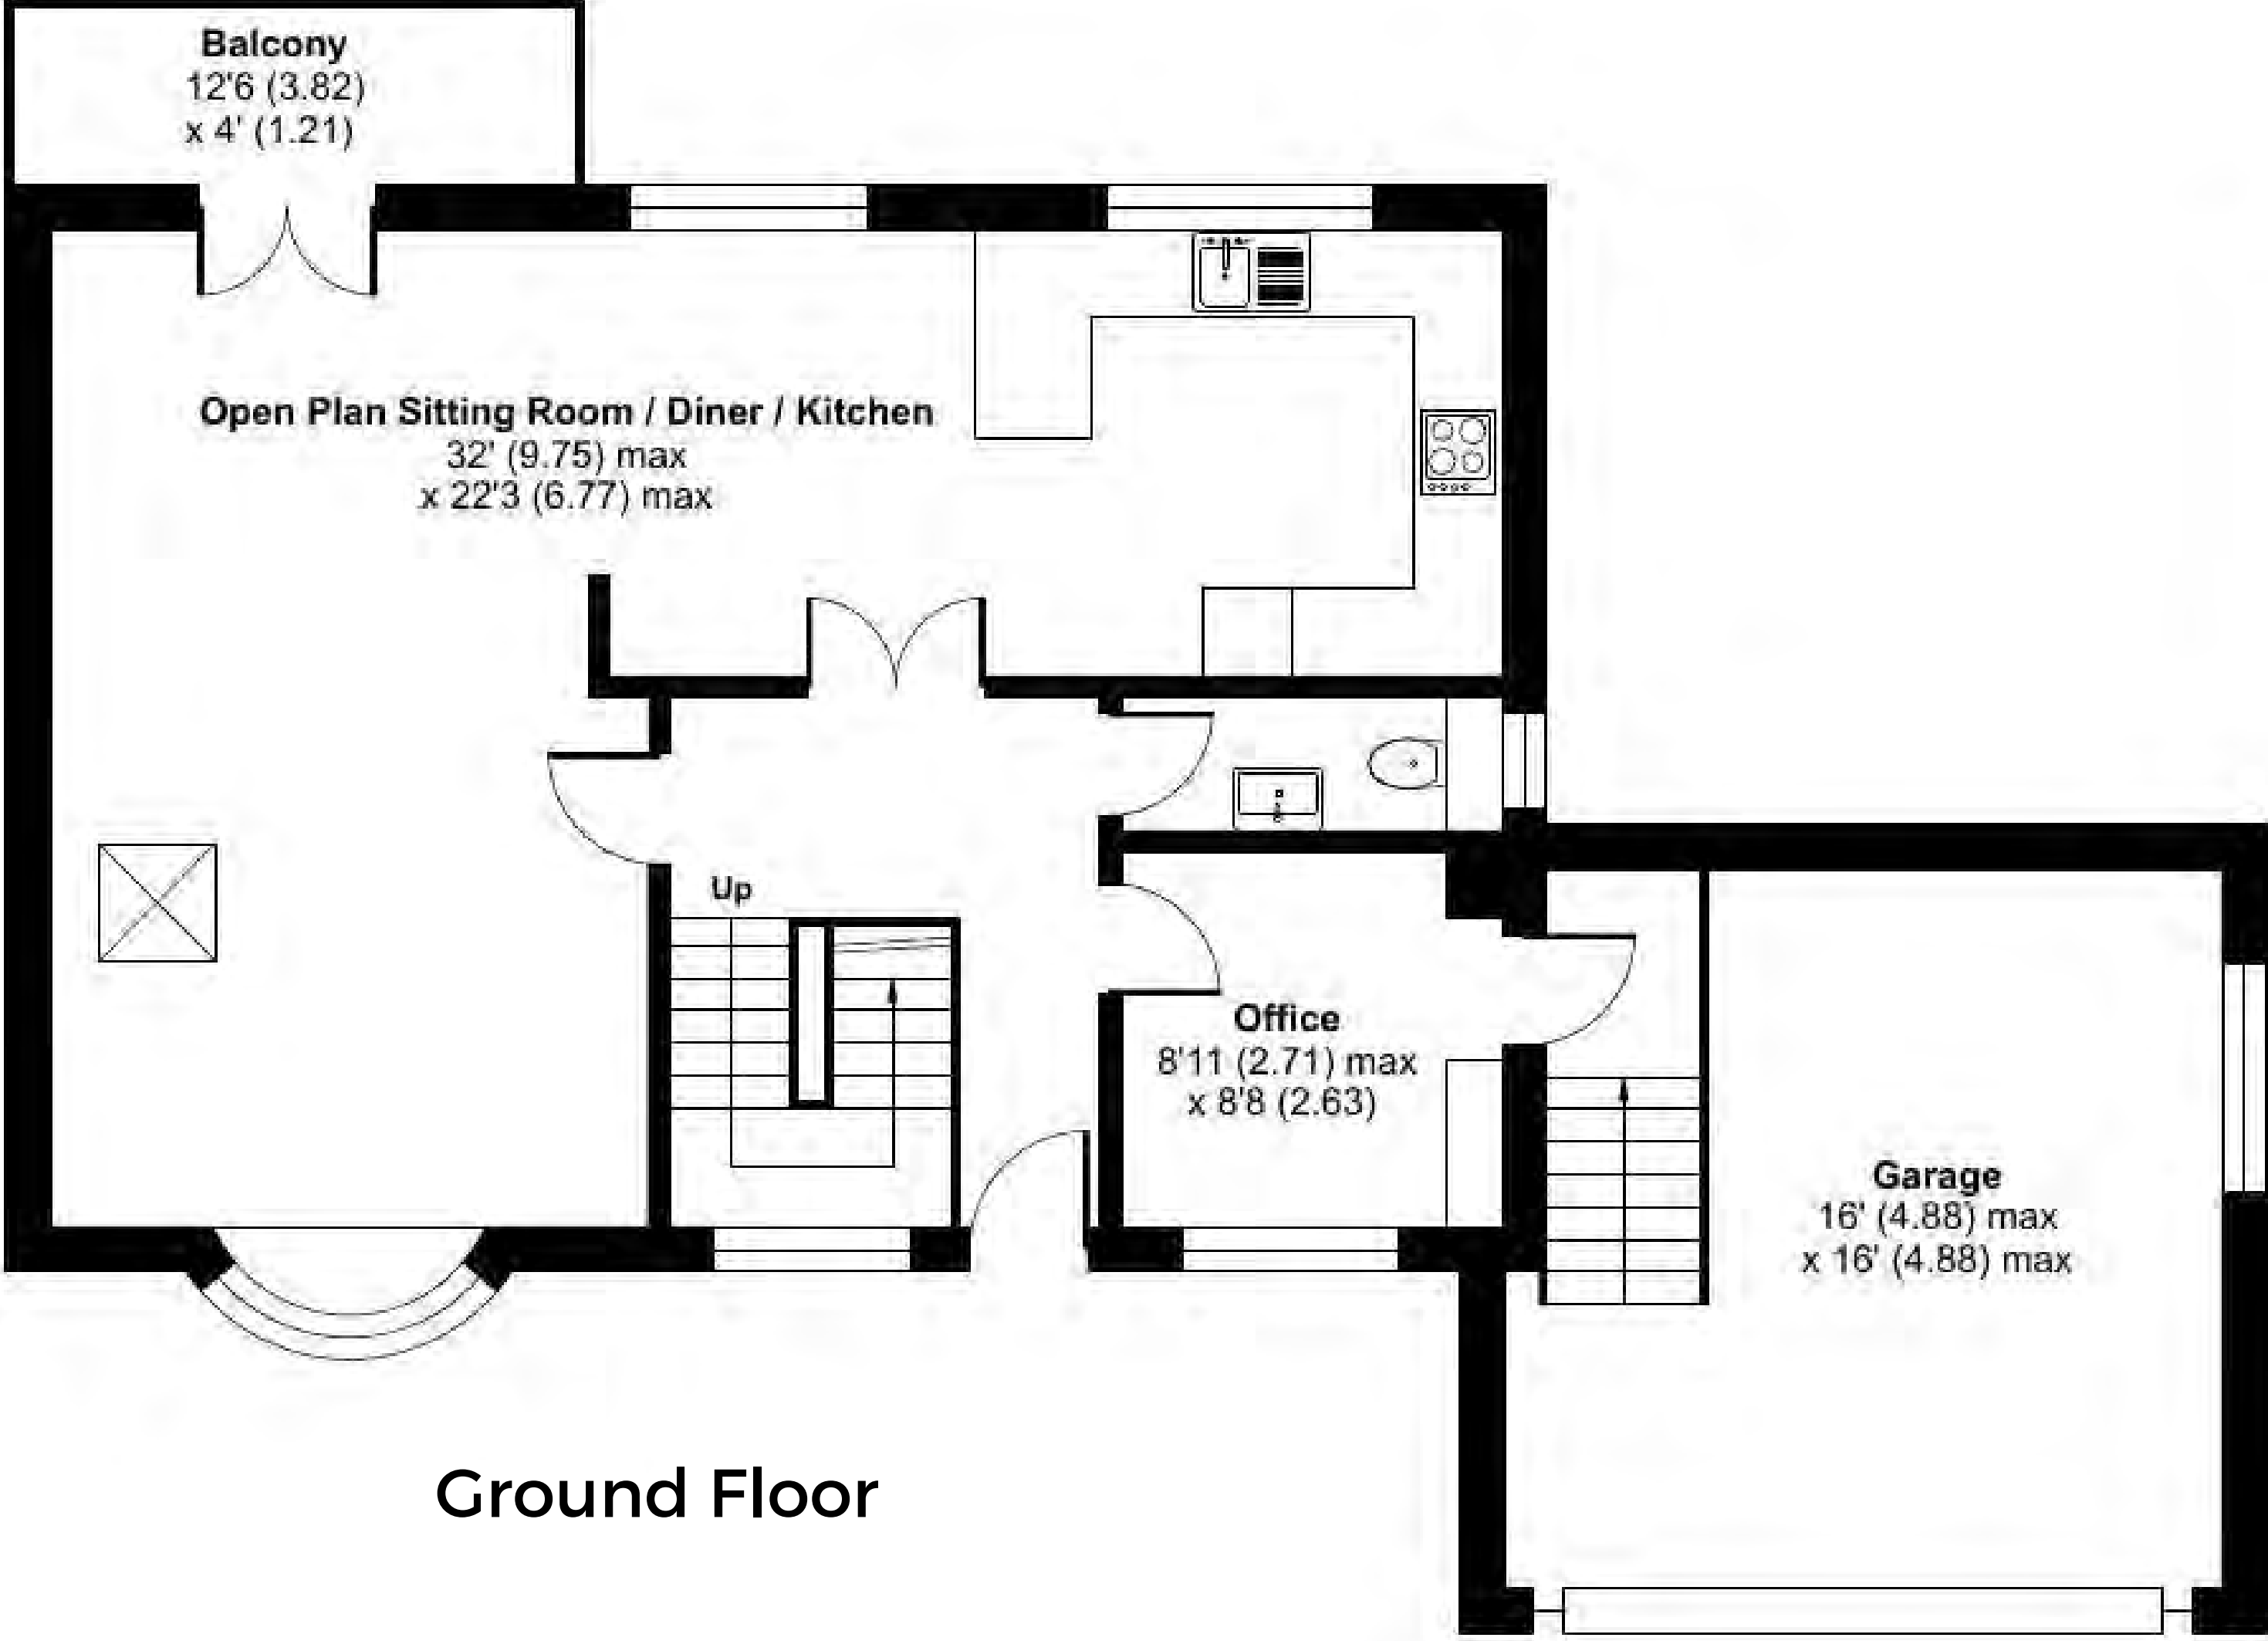 Balcony
12'6 (3.82)
x 4' (1.21)
Open Plan Sitting Room / Diner / Kitchen
32' (9.75) max
x 22'3 (6.77) max
Up
Office
8'11 (2.71) max
x 8'8 (2.63)
Garage
16' (4.88) max
x 16' (4.88) max
Ground Floor